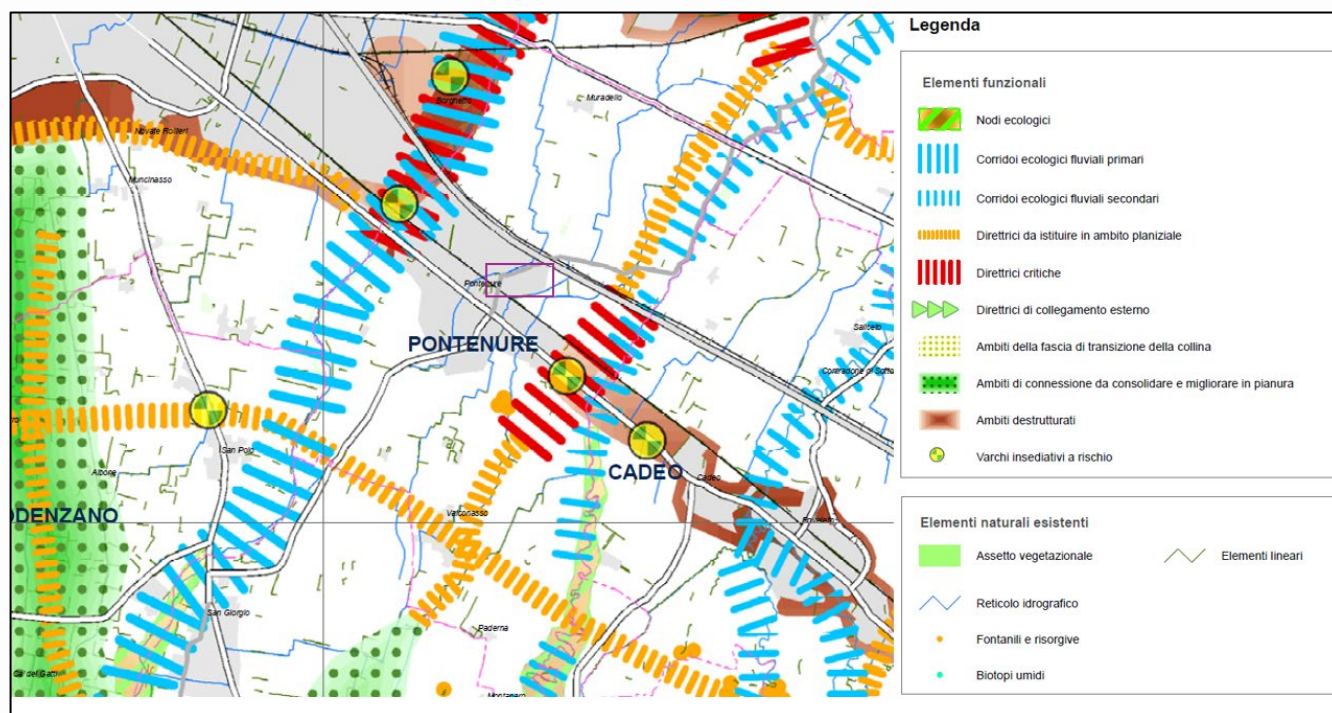 Borghetto
Muradello
Novate Rollieri
Muncinasso
Pontenure
PONTENURE
Saliceto
San Polo
Albone
CADEO
Cadeo
ODENZANO
Valconasso
San Giorgio
Paderna
Montanaro
Legenda
Elementi funzionali
Nodi ecologici
Corridoi ecologici fluviali primari
Corridoi ecologici fluviali secondari
Direttrici da istituire in ambito planiziale
Direttrici critiche
Direttrici di collegamento esterno
Ambiti della fascia di transizione della collina
Ambiti di connessione da consolidare e migliorare in pianura
Ambiti destrutturati
Varchi insediativi a rischio
Elementi naturali esistenti
Assetto vegetazionale
Elementi lineari
Reticolo idrografico
Fontanili e risorgive
Biotopi umidi